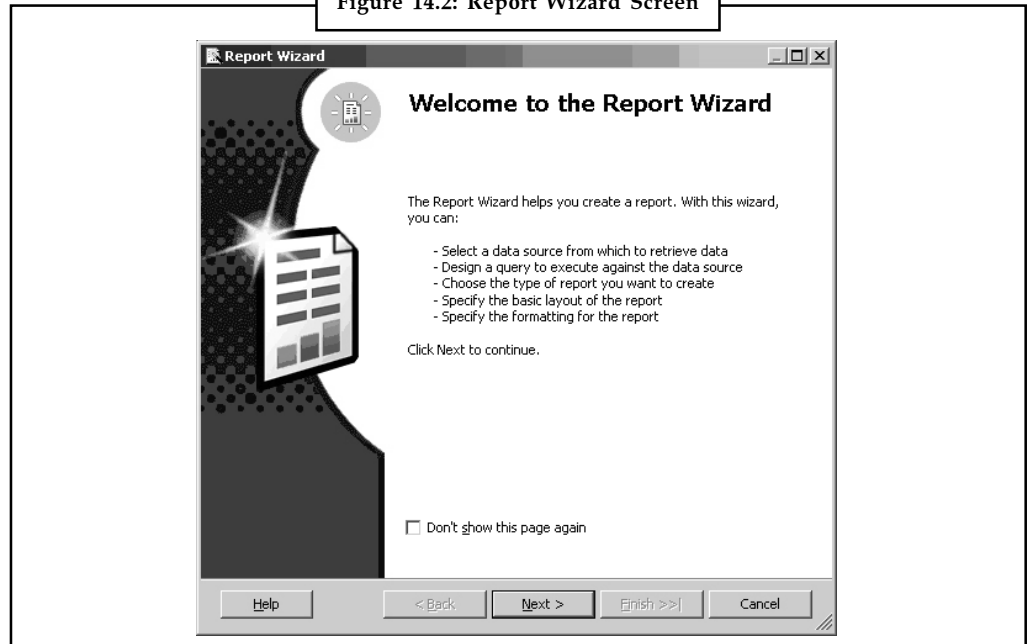 Figure 14.2: Report Wizard Screen
Report Wizard
Welcome to the Report Wizard
The Report Wizard helps you create a report. With this wizard,
you can:
- Select a data source from which to retrieve data
- Design a query to execute against the data source
- Choose the type of report you want to create
- Specify the basic layout of the report
- Specify the formatting for the report
Click Next to continue.
Don't show this page again
Help
< Back
Next >
Finish >>|
Cancel